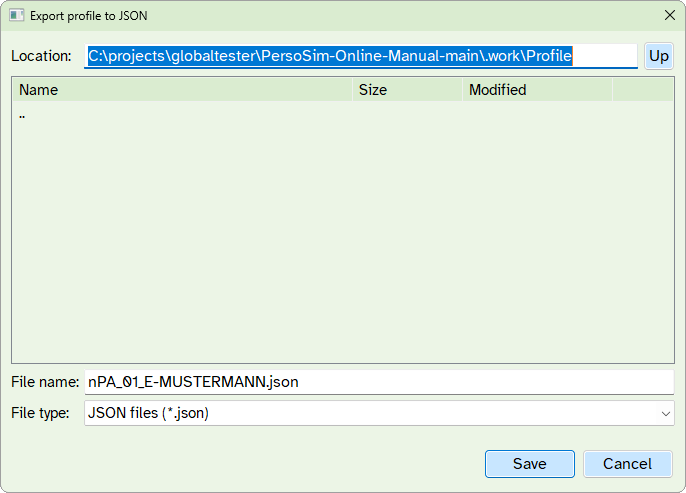 Export profile to JSON
Location: C:\projects\globaltester\PersoSim-Online-Manual-main\.work\Profile Up
Name Size Modified
..
File name: nPA_01_E-MUSTERMANN.json
File type: JSON files (*.json)
Save Cancel